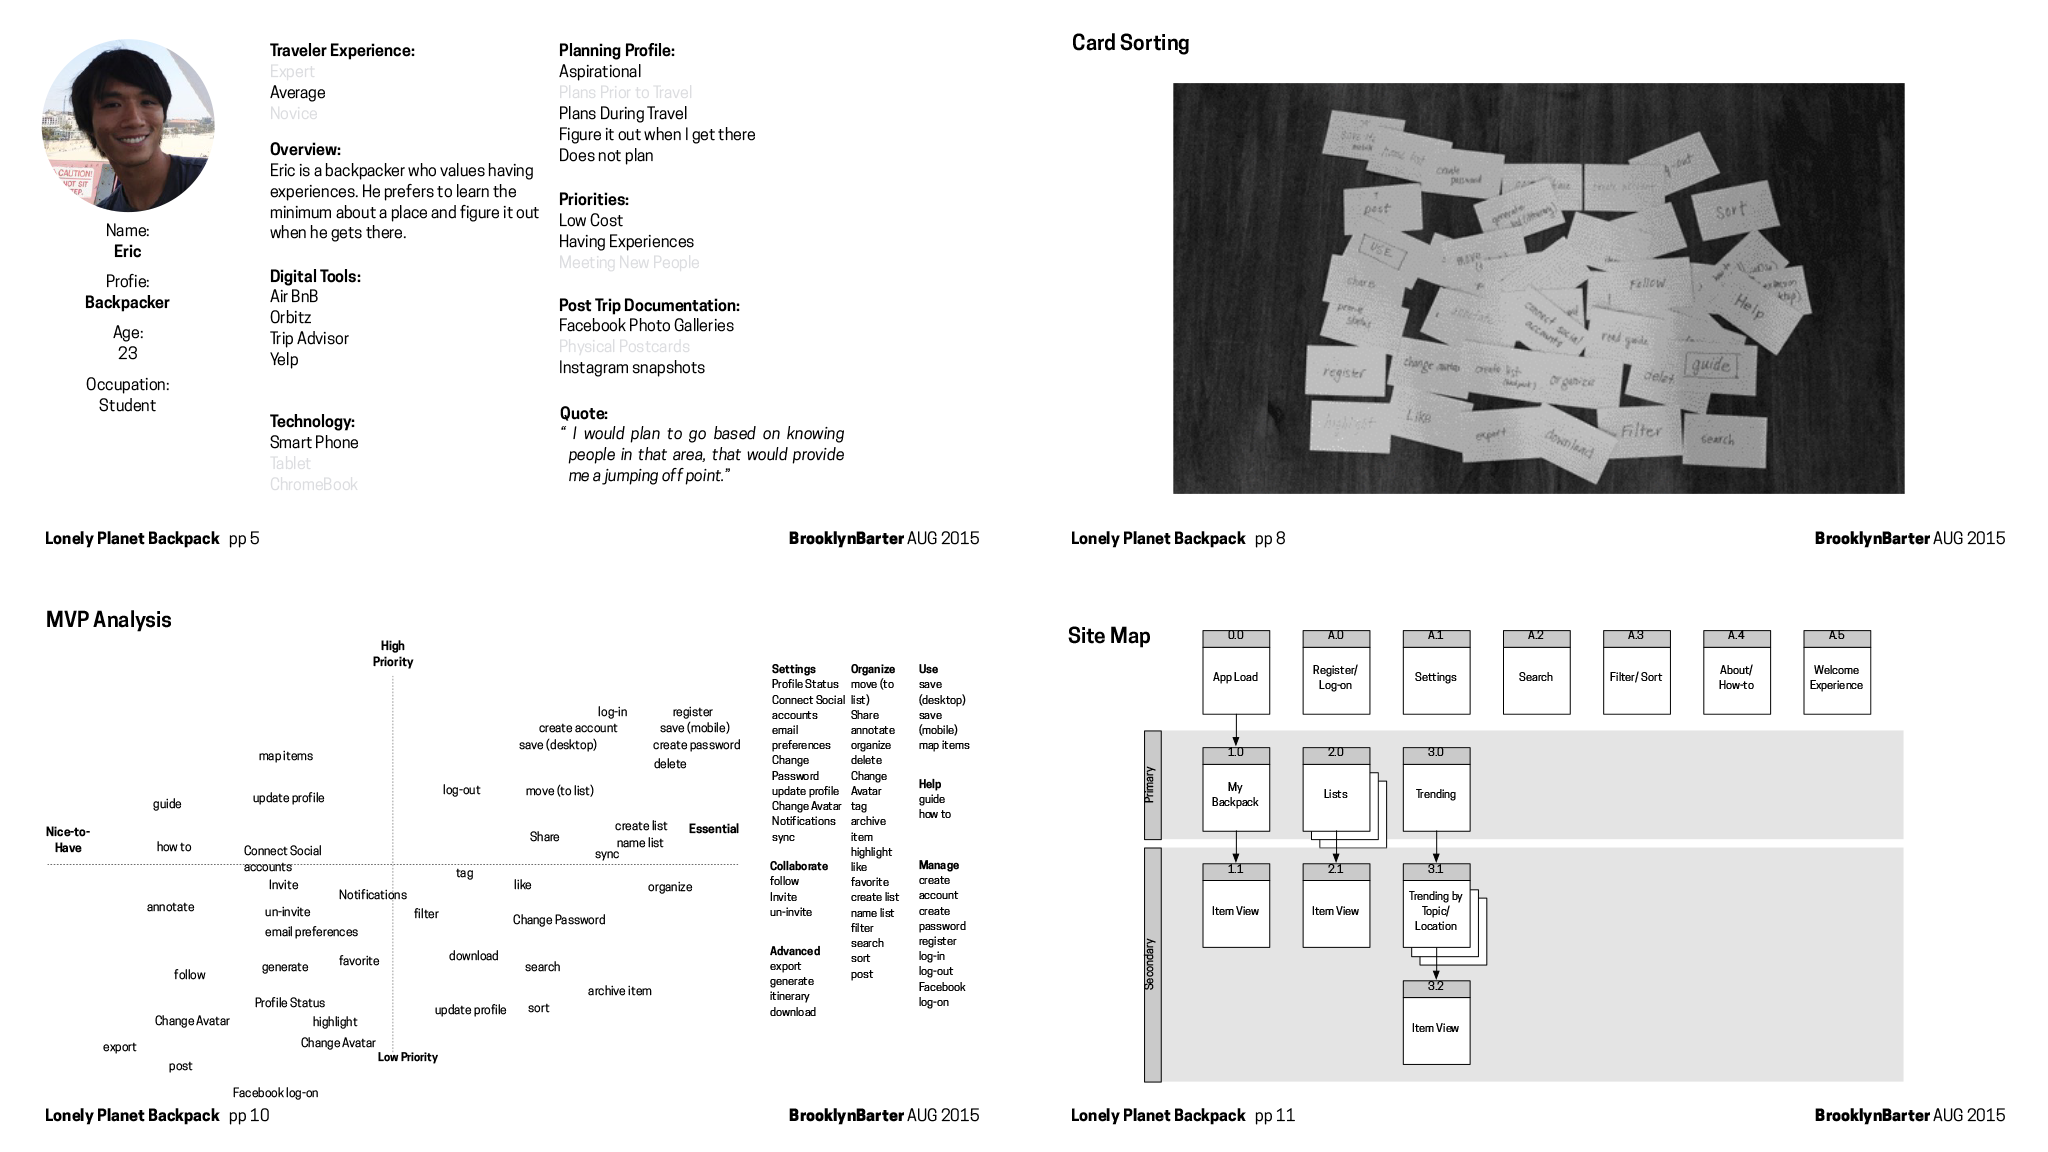 CAUTION!
NOT SIT
Name:
Eric
Profie:
Backpacker
Age:
23
Occupation:
Student
Traveler Experience:
Expert
Average
Novice
Overview:
Eric is a backpacker who values having
experiences. He prefers to learn the
minimum about a place and figure it out
when he gets there.
Digital Tools:
Air BnB
Orbitz
Trip Advisor
Yelp
Technology:
Smart Phone
Tablet
ChromeBook
Planning Profile:
Aspirational
Plans Prior to Travel
Plans During Travel
Figure it out when I get there
Does not plan
Priorities:
Low Cost
Having Experiences
Meeting New People
Post Trip Documentation:
Facebook Photo Galleries
Physical Postcards
Instagram snapshots
Quote:
“ I would plan to go based on knowing
people in that area, that would provide
me a jumping off point.”
Lonely Planet Backpack pp 5
BrooklynBarter AUG 2015
Card Sorting
create
password
post
sort
USE
move
Follow
Help
connect social
accounts
read guide
guide
register
create list
organize
Like
export
download
Filter
search
Lonely Planet Backpack pp 8
BrooklynBarter AUG 2015
MVP Analysis
High
Priority
log-in
register
create account
save (mobile)
save (desktop)
create password
delete
map items
log-out
move (to list)
update profile
guide
Nice-to-
Have
Essential
create list
name list
Share
sync
how to
Connect Social
accounts
Invite
tag
like
organize
Notifications
annotate
un-invite
filter
Change Password
email preferences
download
favorite
generate
search
follow
archive item
Profile Status
update profile
sort
Change Avatar
highlight
Change Avatar
export
Low Priority
post
Facebook log-on
Settings
Profile Status
Connect Social
accounts
email
preferences
Change
Password
update profile
Change Avatar
Notifications
sync
Collaborate
follow
Invite
un-invite
Advanced
export
generate
itinerary
download
Organize
move (to
list)
Share
annotate
organize
delete
Change
Avatar
tag
archive
item
highlight
like
favorite
create list
name list
filter
search
sort
post
Use
save
(desktop)
save
(mobile)
map items
Help
guide
how to
Manage
create
account
create
password
register
log-in
log-out
Facebook
log-on
Lonely Planet Backpack pp 10
BrooklynBarter AUG 2015
Site Map
0.0
App Load
A.0
Register/
Log-on
A.1
Settings
A.2
Search
A.3
Filter/ Sort
A.4
About/
How-to
A.5
Welcome
Experience
Primary
1.0
My
Backpack
2.0
Lists
3.0
Trending
Secondary
1.1
Item View
2.1
Item View
3.1
Trending by
Topic/
Location
3.2
Item View
Lonely Planet Backpack pp 11
BrooklynBarter AUG 2015